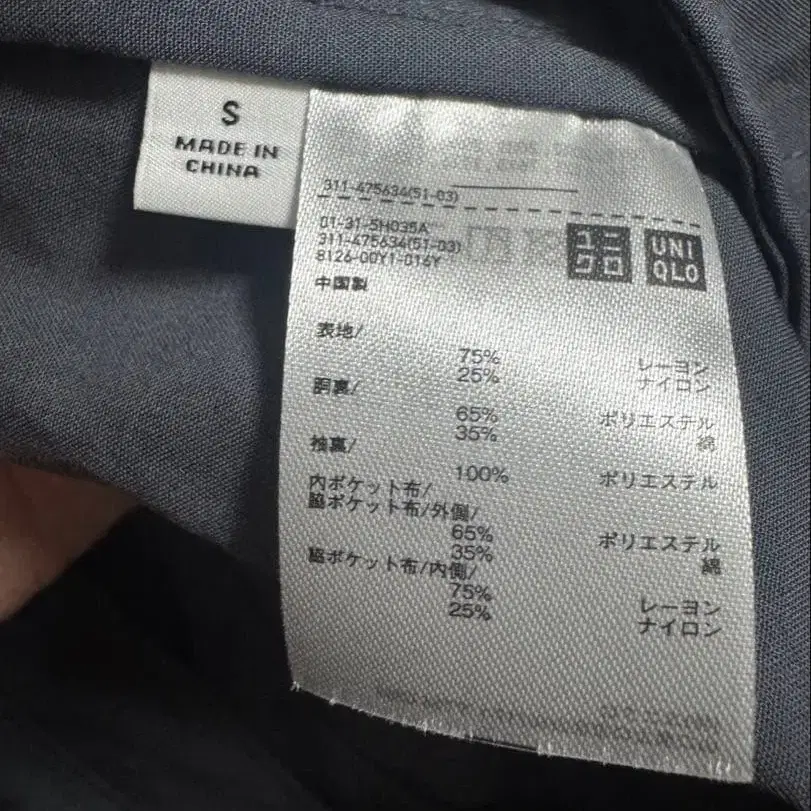 S
MADE IN
CHINA
311-475634(51-03)
01-31-5H035A
311-475634(51-03)
8126-00Y1-016Y
ユニ
クロ
UNI
QLO
中国製
表地/
75% レーヨン
25% ナイロン
胴裏/
65% ポリエステル
35% 綿
袖裏/
100% ポリエステル
内ポケット布/
脇ポケット布/外側/
65% ポリエステル
35% 綿
脇ポケット布/内側/
75% レーヨン
25% ナイロン